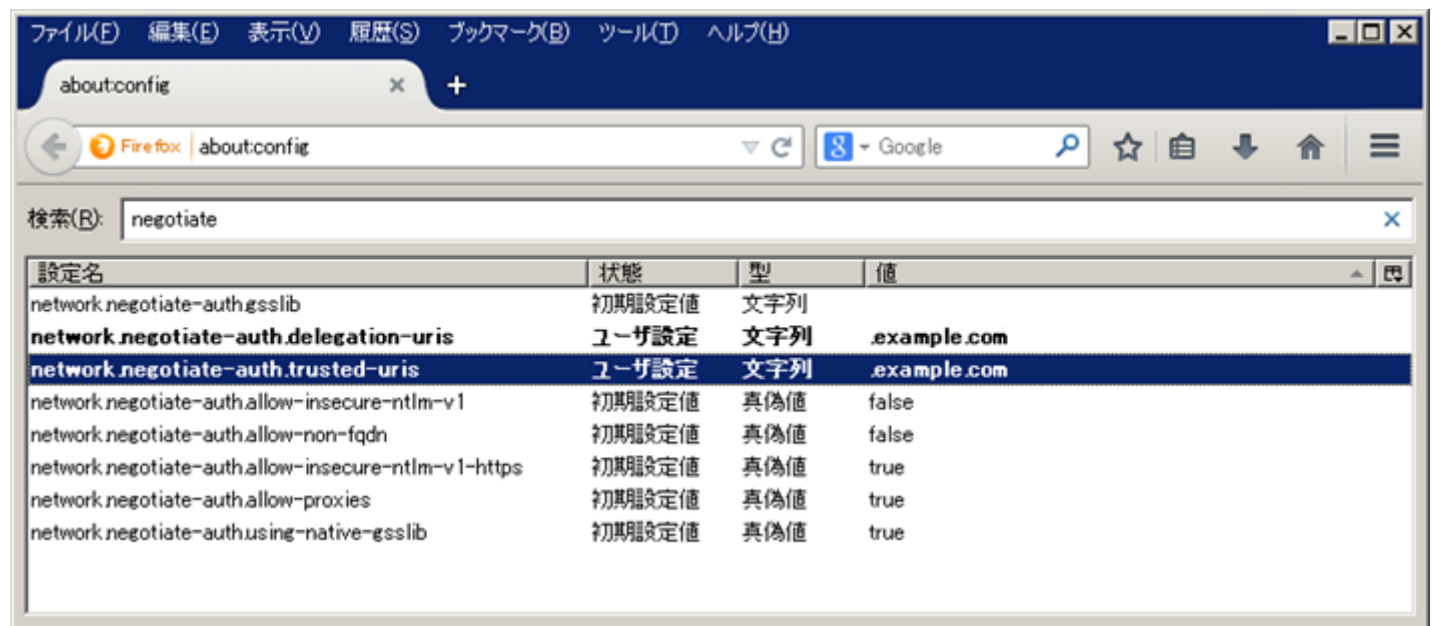 ファイル(F) 編集(E) 表示(V) 履歴(S) ブックマーク(B) ツール(T) ヘルプ(H)
about:config
Firefox about:config Google
検索(R): negotiate
設定名 状態 型 値
network.negotiate-auth.gsslib 初期設定値 文字列
network.negotiate-auth.delegation-uris ユーザ設定 文字列 .example.com
network.negotiate-auth.trusted-uris ユーザ設定 文字列 .example.com
network.negotiate-auth.allow-insecure-ntlm-v1 初期設定値 真偽値 false
network.negotiate-auth.allow-non-fqdn 初期設定値 真偽値 false
network.negotiate-auth.allow-insecure-ntlm-v1-https 初期設定値 真偽値 true
network.negotiate-auth.allow-proxies 初期設定値 真偽値 true
network.negotiate-auth.using-native-gsslib 初期設定値 真偽値 true